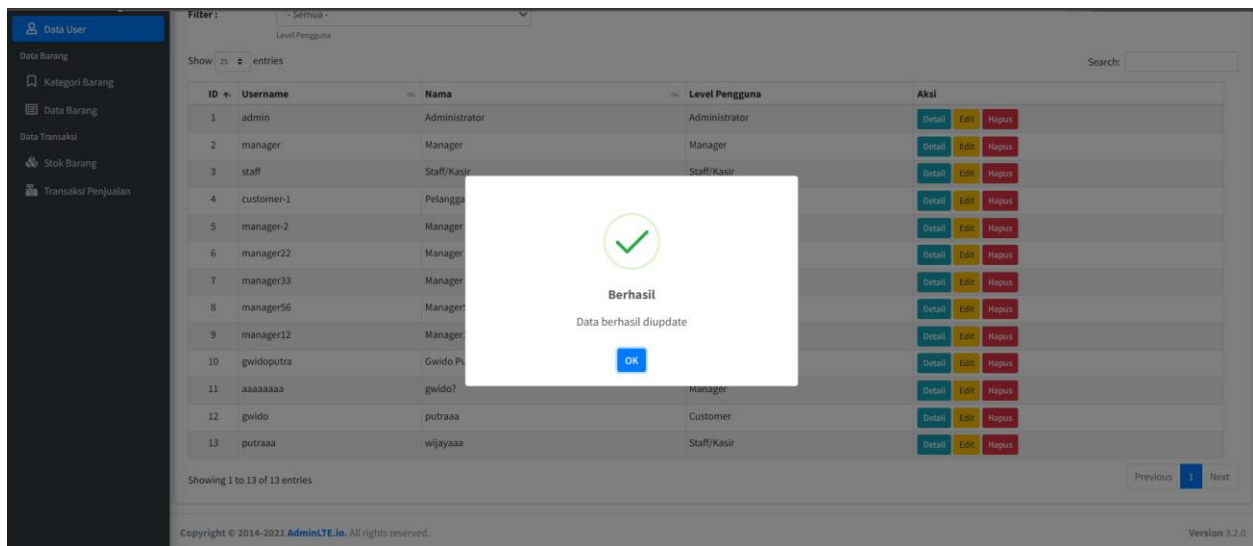 Filter :
- Semua -
Level Pengguna
Data User
Data Barang
Kategori Barang
Data Barang
Data Transaksi
Stok Barang
Transaksi Penjualan
Show 25 entries
Search:
ID Username Nama Level Pengguna Aksi
1 admin Administrator Administrator Detail Edit Hapus
2 manager Manager Manager Detail Edit Hapus
3 staff Staff/Kasir Staff/Kasir Detail Edit Hapus
4 customer-1 Pelangga Detail Edit Hapus
5 manager-2 Manager Detail Edit Hapus
6 manager22 Manager Detail Edit Hapus
7 manager33 Manager Detail Edit Hapus
8 manager56 Manager Detail Edit Hapus
9 manager12 Manager Detail Edit Hapus
10 gwidoputra Gwido Pu Detail Edit Hapus
11 aaaaaaaa gwido? Manager Detail Edit Hapus
12 gwido putraaa Customer Detail Edit Hapus
13 putraaa wijayaaa Staff/Kasir Detail Edit Hapus
Berhasil
Data berhasil diupdate
OK
Showing 1 to 13 of 13 entries
Previous 1 Next
Copyright © 2014-2021 AdminLTE.io. All rights reserved.
Version 3.2.0